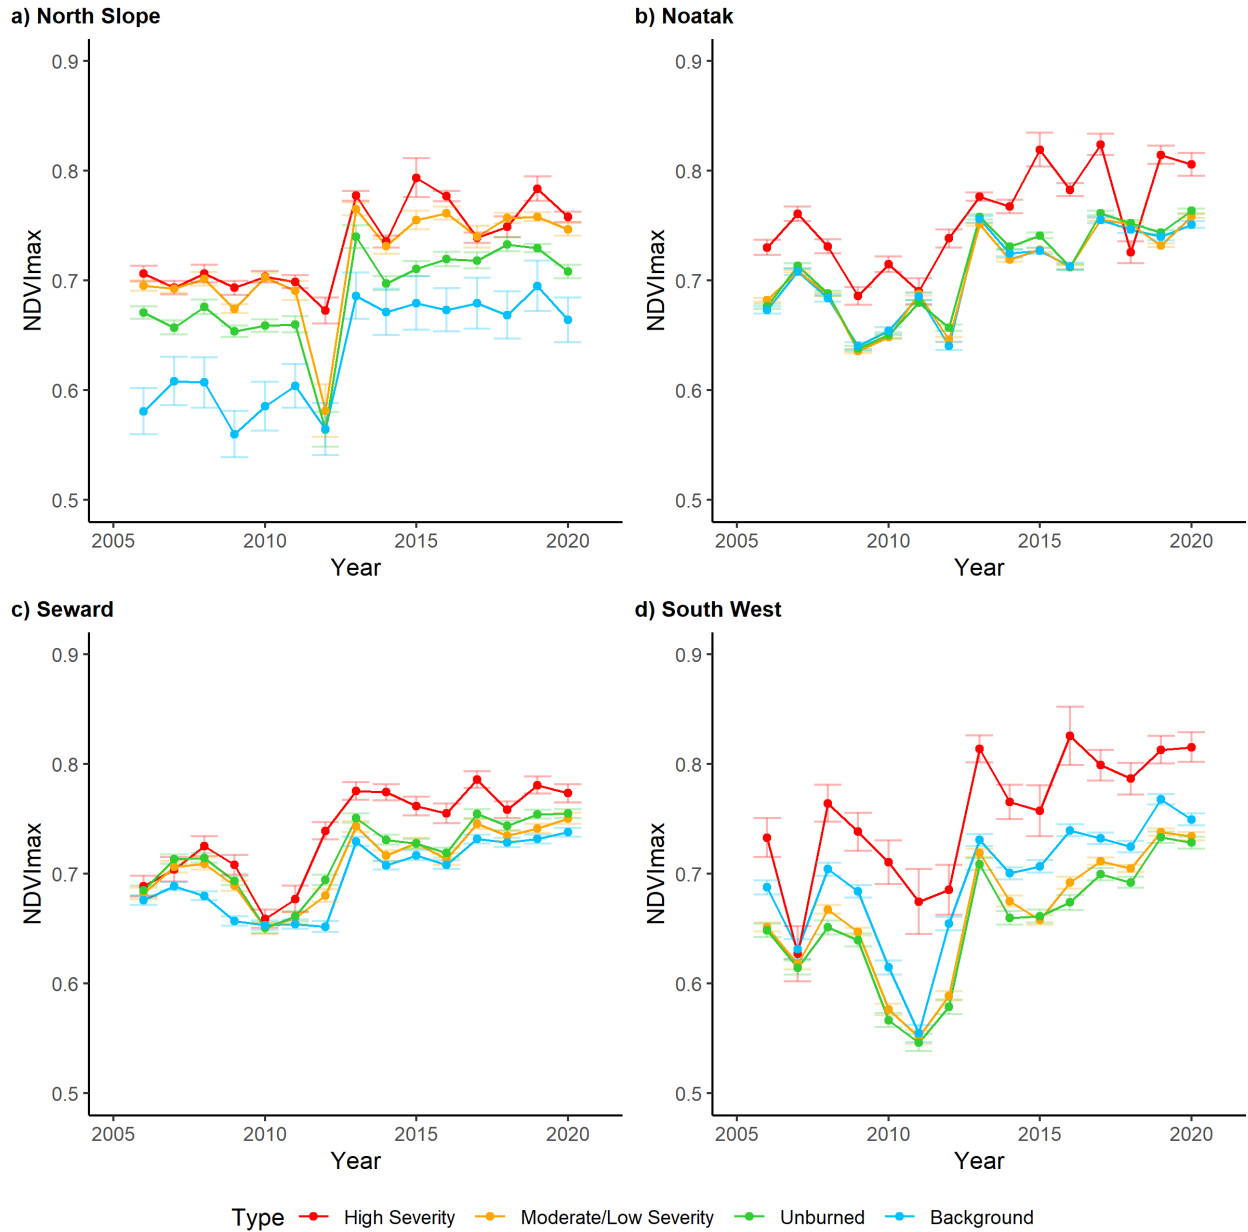 a) North Slope
NDVImax
0.9
0.8
0.7
0.6
0.5
2005 2010 2015 2020
Year
b) Noatak
NDVImax
0.9
0.8
0.7
0.6
0.5
2005 2010 2015 2020
Year
c) Seward
NDVImax
0.9
0.8
0.7
0.6
0.5
2005 2010 2015 2020
Year
d) South West
NDVImax
0.9
0.8
0.7
0.6
0.5
2005 2010 2015 2020
Year
Type High Severity Moderate/Low Severity Unburned Background